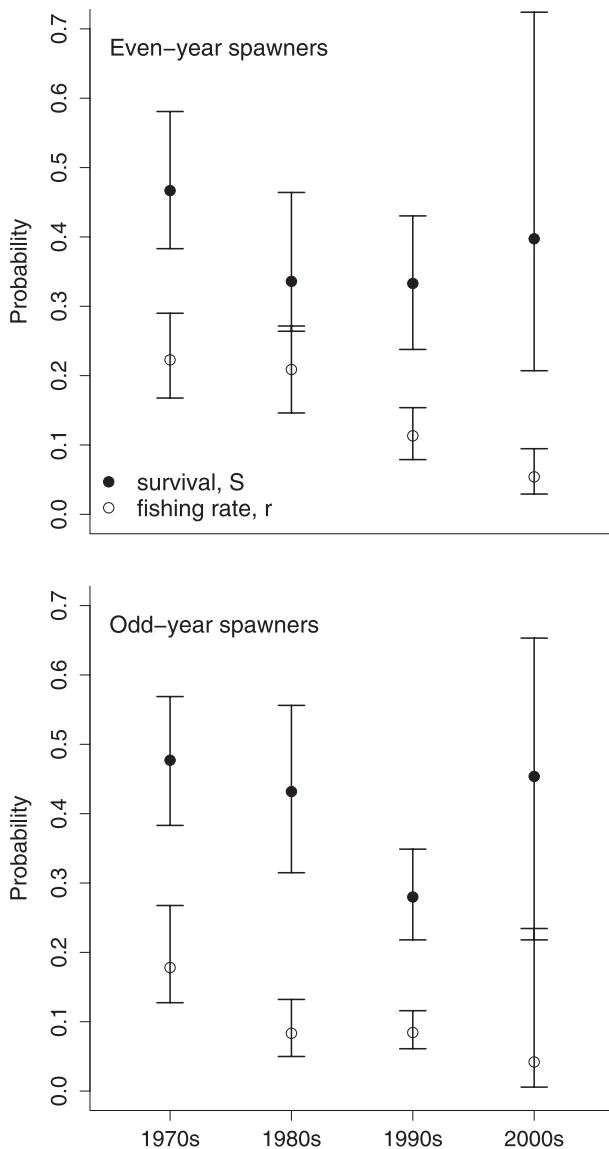 Even−year spawners
Probability
0.7
0.6
0.5
0.4
0.3
0.2
0.1
0.0
survival, S
fishing rate, r
Odd−year spawners
Probability
0.7
0.6
0.5
0.4
0.3
0.2
0.1
0.0
1970s 1980s 1990s 2000s